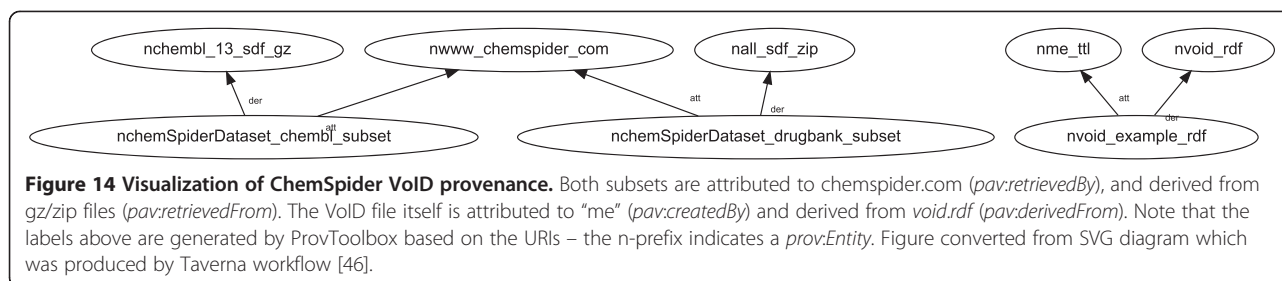 nchembl_13_sdf_gz nwww_chemspider_com nall_sdf_zip nme_ttl nvoid_rdf
der att att der att der
nchemSpiderDataset_chembl_subset nchemSpiderDataset_drugbank_subset nvoid_example_rdf
Figure 14 Visualization of ChemSpider VoID provenance. Both subsets are attributed to chemspider.com (pav:retrievedBy), and derived from
gz/zip files (pav:retrievedFrom). The VoID file itself is attributed to “me” (pav:createdBy) and derived from void.rdf (pav:derivedFrom). Note that the
labels above are generated by ProvToolbox based on the URIs – the n-prefix indicates a prov:Entity. Figure converted from SVG diagram which
was produced by Taverna workflow [46].